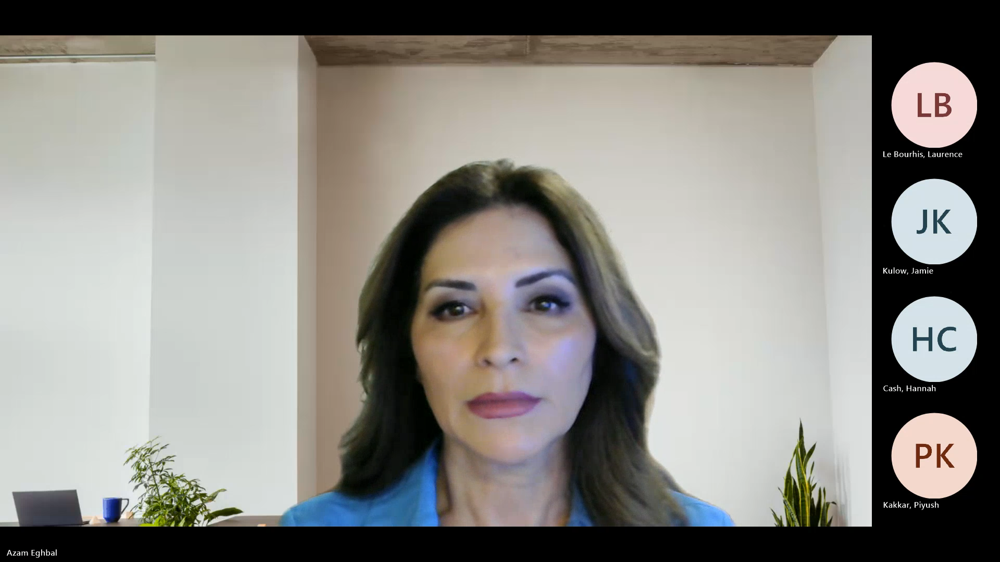 LB
Le Bourhis, Laurence
JK
Kulow, Jamie
HC
Cash, Hannah
PK
Kakkar, Piyush
Azam Eghbal